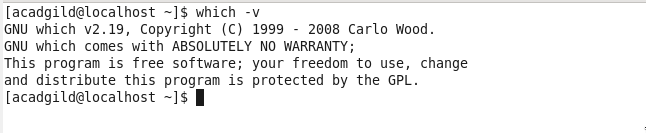 [acadgild@localhost ~]$ which -v
GNU which v2.19, Copyright (C) 1999 - 2008 Carlo Wood.
GNU which comes with ABSOLUTELY NO WARRANTY;
This program is free software; your freedom to use, change
and distribute this program is protected by the GPL.
[acadgild@localhost ~]$